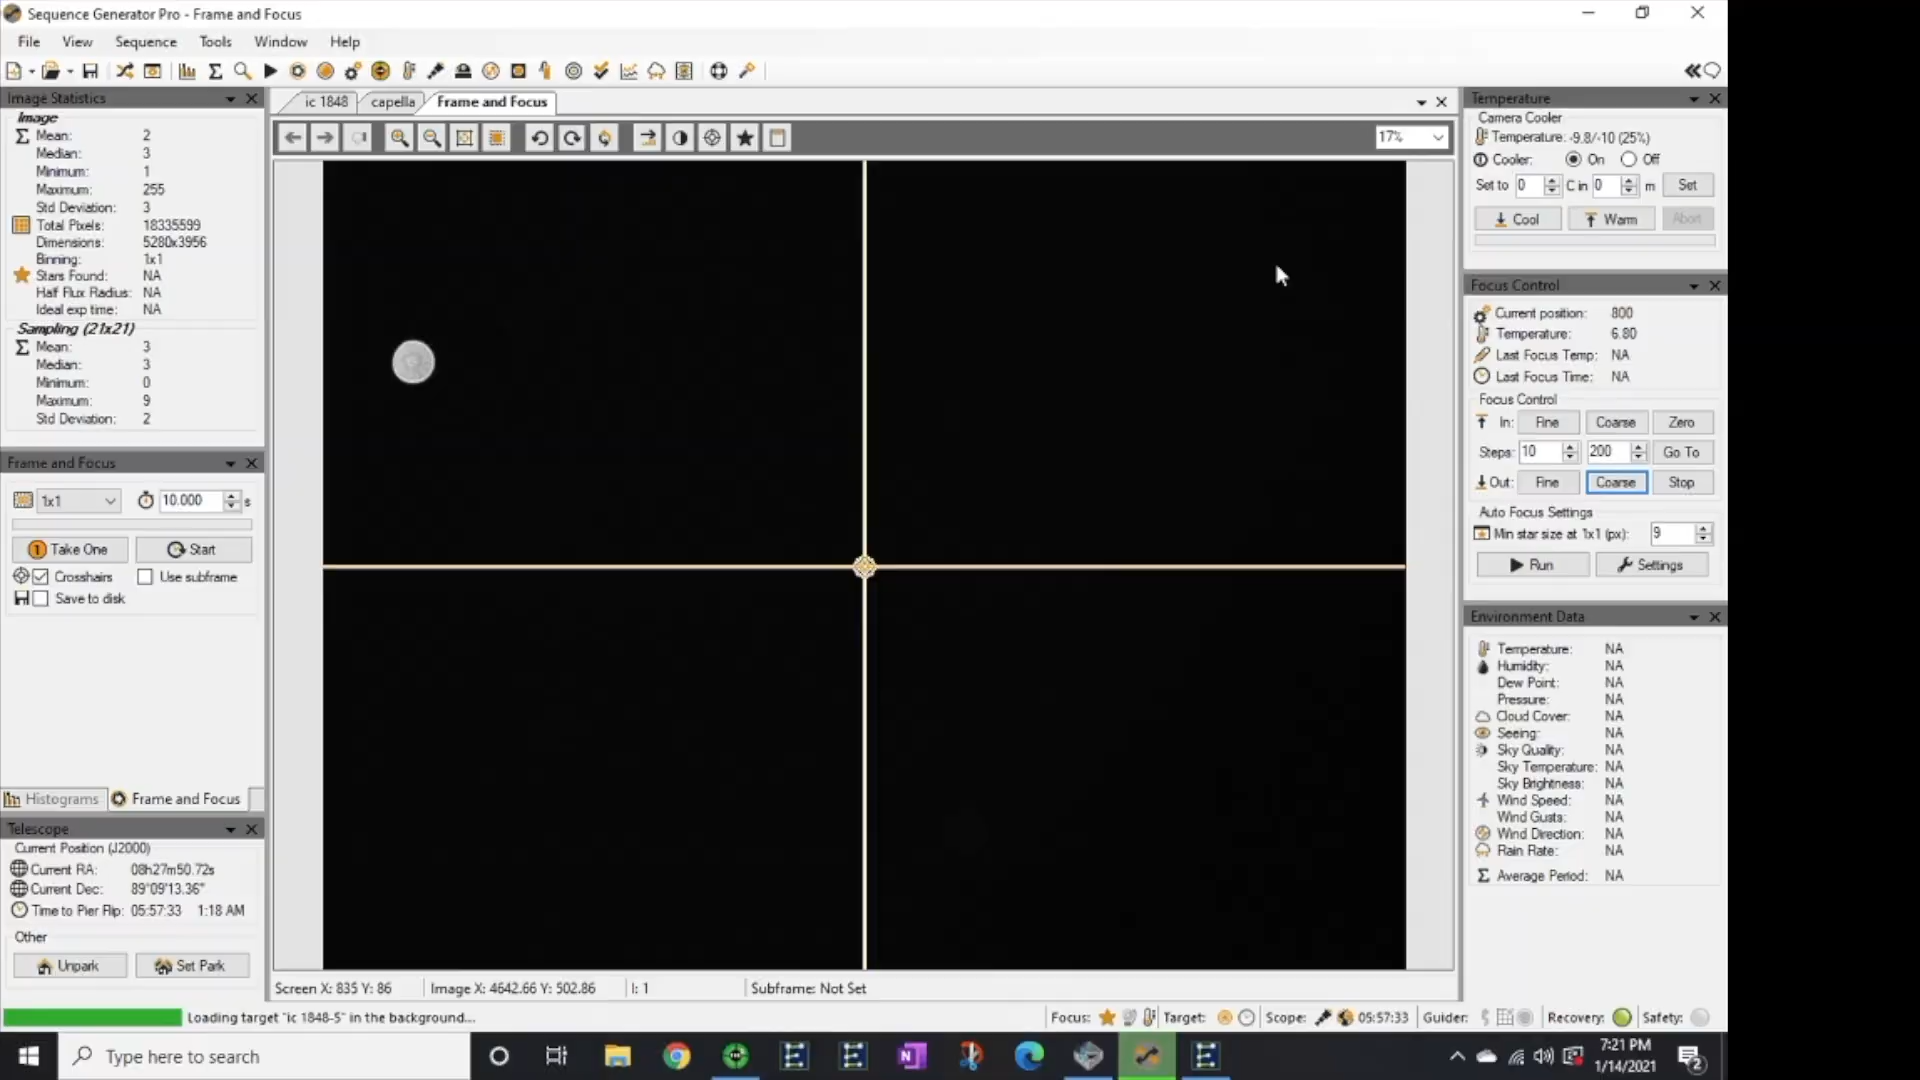 Sequence Generator Pro - Frame and Focus
File View Sequence Tools Window Help
Image Statistics
Image
Mean: 2
Median: 3
Minimum: 1
Maximum: 255
Std Deviation: 3
Total Pixels: 18335599
Dimensions: 5280x3956
Binning: 1x1
Stars Found: NA
Half Flux Radius: NA
Ideal exp time: NA
Sampling (21x21)
Mean: 3
Median: 3
Minimum: 0
Maximum: 9
Std Deviation: 2
Frame and Focus
1x1 10.000 s
Take One Start
Crosshairs Use subframe
Save to disk
Histograms Frame and Focus
Telescope
Current Position (J2000)
Current RA: 08h27m50.72s
Current Dec: 89°09'13.36"
Time to Pier Flip: 05:57:33 1:18 AM
Other
Unpark Set Park
ic 1848 capella Frame and Focus
17%
Screen X: 835 Y: 86 Image X: 4642.66 Y: 502.86 I: 1 Subframe: Not Set
Temperature
Camera Cooler
Temperature: -9.8/-10 (25%)
Cooler: On Off
Set to 0 C in 0 m Set
Cool Warm Abort
Focus Control
Current position: 800
Temperature: 6.80
Last Focus Temp: NA
Last Focus Time: NA
Focus Control
In: Fine Coarse Zero
Steps: 10 200 Go To
Out: Fine Coarse Stop
Auto Focus Settings
Min star size at 1x1 (px): 9
Run Settings
Environment Data
Temperature: NA
Humidity: NA
Dew Point: NA
Pressure: NA
Cloud Cover: NA
Seeing: NA
Sky Quality: NA
Sky Temperature: NA
Sky Brightness: NA
Wind Speed: NA
Wind Gusts: NA
Wind Direction: NA
Rain Rate: NA
Average Period: NA
Loading target "ic 1848-5" in the background...
Focus: Target: Scope: 05:57:33 Guider: Recovery: Safety:
Type here to search
7:21 PM
1/14/2021
2